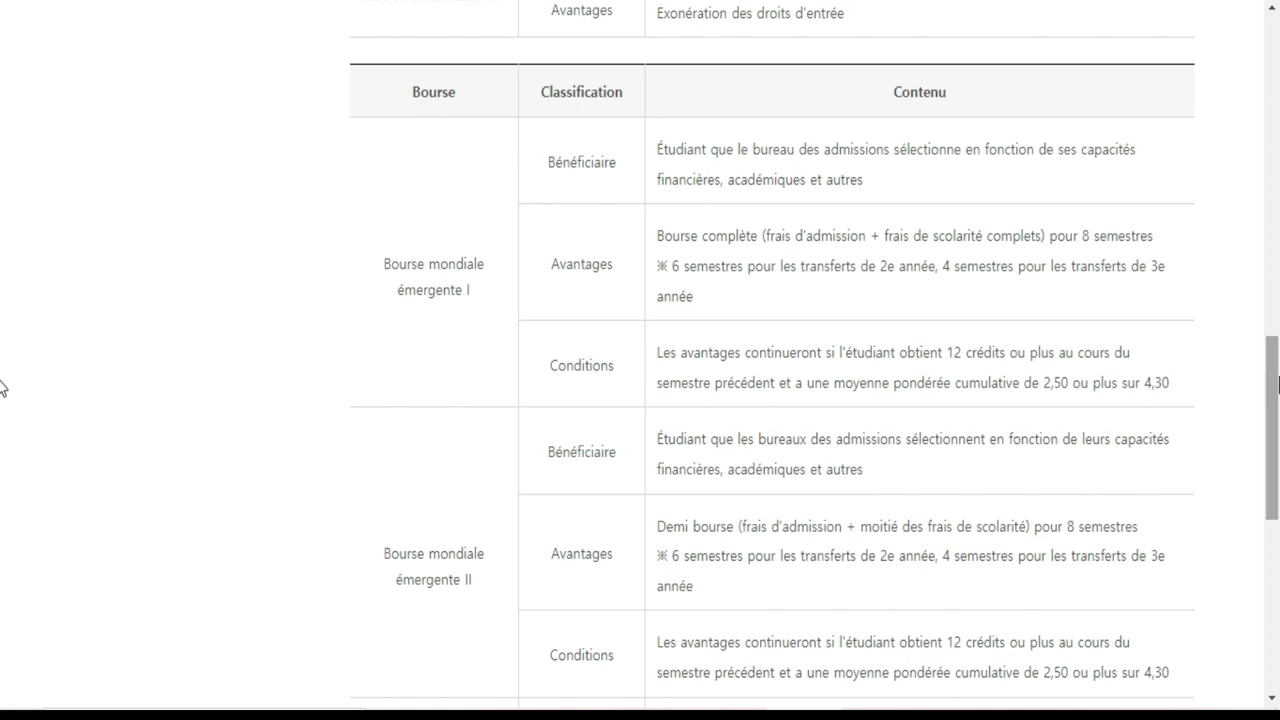 Avantages
Exonération des droits d'entrée
Bourse
Classification
Contenu
Bénéficiaire
Étudiant que le bureau des admissions sélectionne en fonction de ses capacités
financières, académiques et autres
Bourse mondiale
émergente I
Avantages
Bourse complète (frais d'admission + frais de scolarité complets) pour 8 semestres
※ 6 semestres pour les transferts de 2e année, 4 semestres pour les transferts de 3e
année
Conditions
Les avantages continueront si l'étudiant obtient 12 crédits ou plus au cours du
semestre précédent et a une moyenne pondérée cumulative de 2,50 ou plus sur 4,30
Bénéficiaire
Étudiant que les bureaux des admissions sélectionnent en fonction de leurs capacités
financières, académiques et autres
Bourse mondiale
émergente II
Avantages
Demi bourse (frais d'admission + moitié des frais de scolarité) pour 8 semestres
※ 6 semestres pour les transferts de 2e année, 4 semestres pour les transferts de 3e
année
Conditions
Les avantages continueront si l'étudiant obtient 12 crédits ou plus au cours du
semestre précédent et a une moyenne pondérée cumulative de 2,50 ou plus sur 4,30